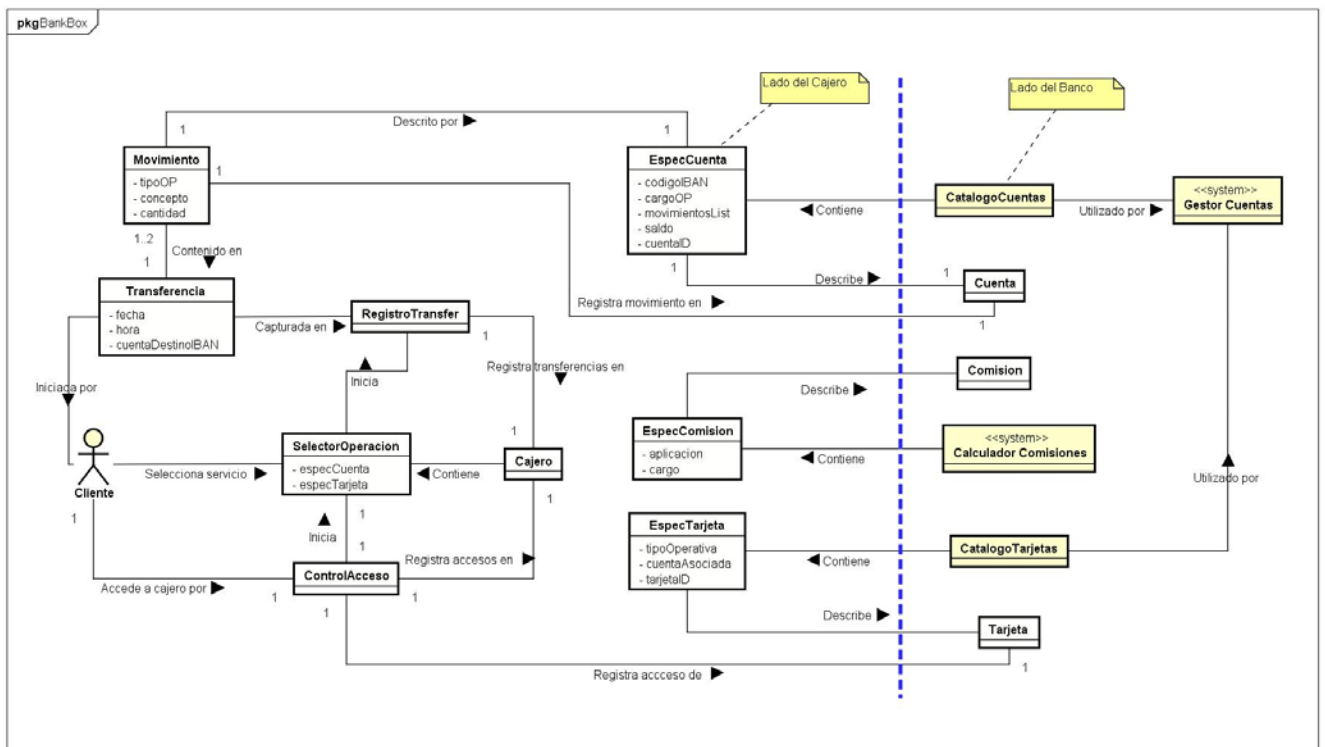 pkg BankBox
Lado del Cajero
Lado del Banco
Descrito por
1
1
Movimiento
- tipoOP
- concepto
- cantidad
1
1..2
Contenido en
1
EspecCuenta
- codigoIBAN
- cargoOP
- movimientosList
- saldo
- cuentaID
1
Contiene
CatalogoCuentas
Utilizado por
<<system>>
Gestor Cuentas
Describe
1
Cuenta
1
Registra movimiento en
Transferencia
- fecha
- hora
- cuentaDestinoIBAN
Capturada en
RegistroTransfer
1
Registra transferencias en
1
Iniciada por
Inicia
Comision
Describe
EspecComision
- aplicacion
- cargo
Contiene
<<system>>
Calculador Comisiones
Utilizado por
Cliente
1
Selecciona servicio
SelectorOperacion
- especCuenta
- especTarjeta
Contiene
Cajero
1
1
Inicia
1
Registra accesos en
ControlAcceso
Accede a cajero por
1
1
1
EspecTarjeta
- tipoOperativa
- cuentaAsociada
- tarjetaID
Contiene
CatalogoTarjetas
Describe
Tarjeta
1
Registra accceso de